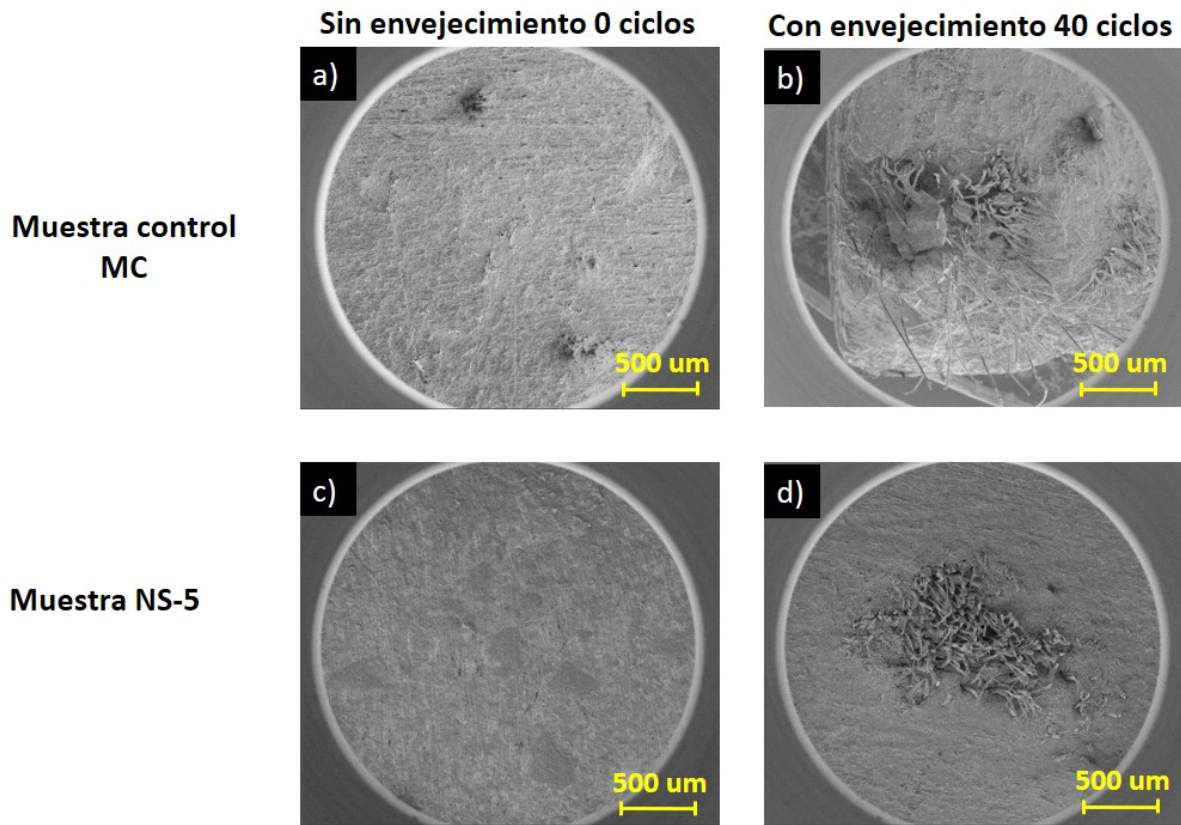 Sin envejecimiento 0 ciclos
Con envejecimiento 40 ciclos
a)
b)
Muestra control
MC
500 um
500 um
c)
d)
Muestra NS-5
500 um
500 um